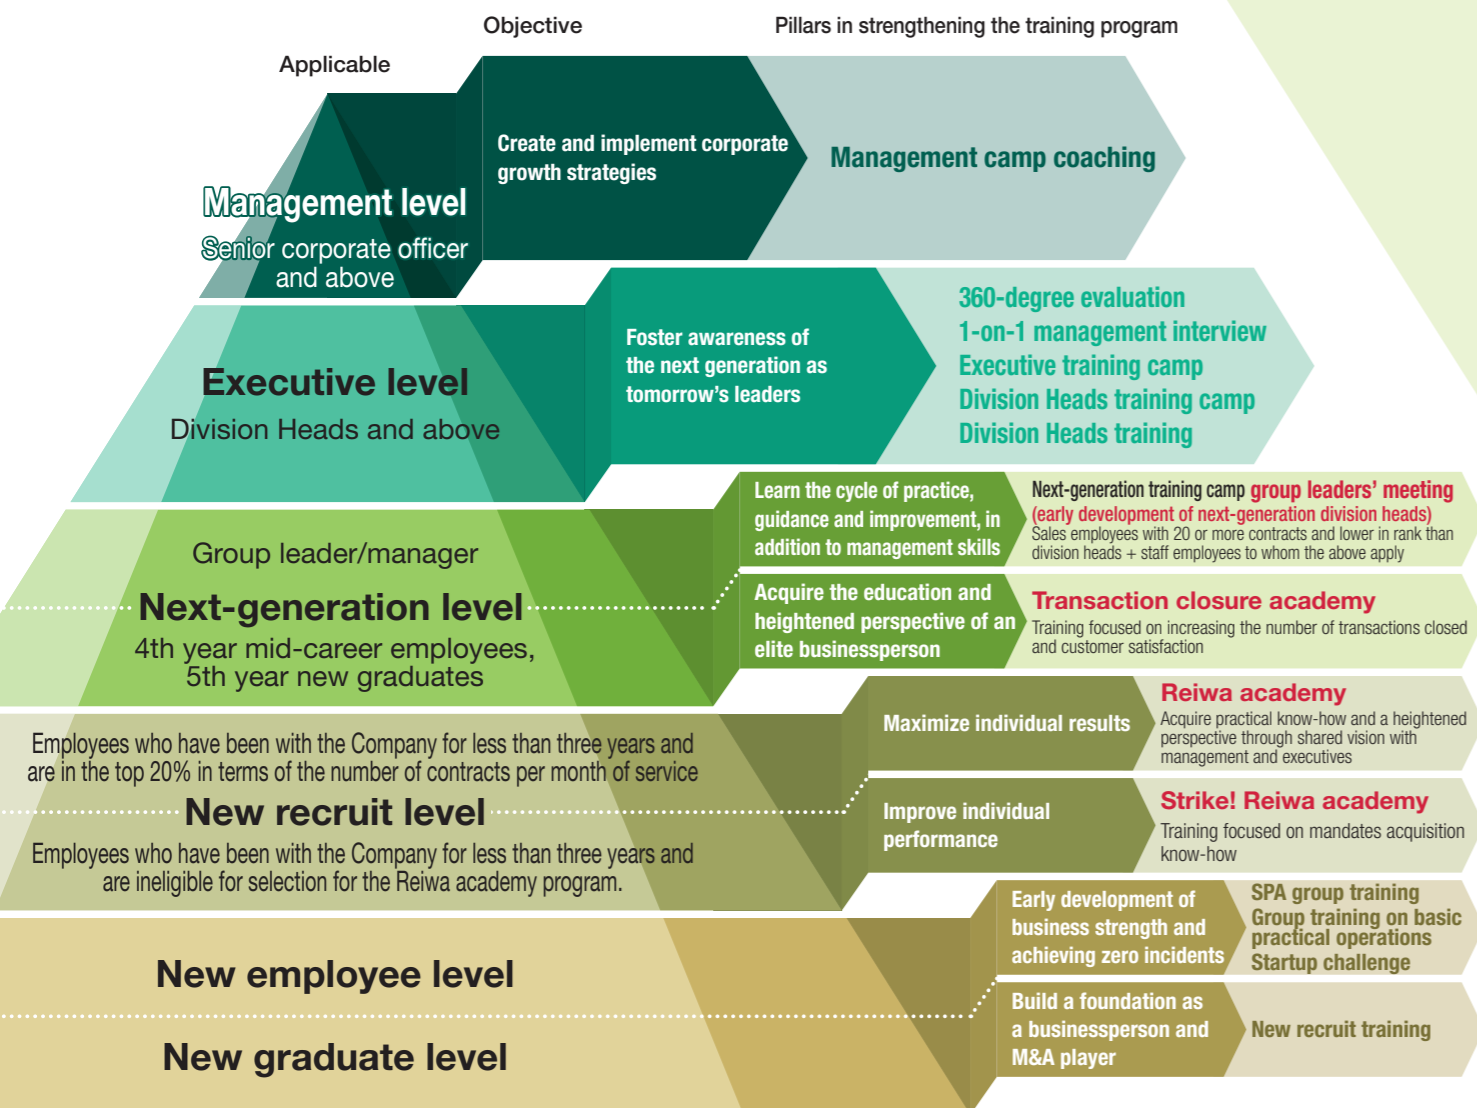 Applicable
Objective
Pillars in strengthening the training program
Management level
Senior corporate officer
and above
Create and implement corporate
growth strategies
Management camp coaching
Executive level
Division Heads and above
Foster awareness of
the next generation as
tomorrow's leaders
360-degree evaluation
1-on-1 management interview
Executive training camp
Division Heads training camp
Division Heads training
Group leader/manager
Next-generation level
4th year mid-career employees,
5th year new graduates
Learn the cycle of practice,
guidance and improvement, in
addition to management skills
Next-generation training camp group leaders' meeting
(early development of next-generation division heads)
Sales employees with 20 or more contracts and lower in rank than
division heads + staff employees to whom the above apply
Acquire the education and
heightened perspective of an
elite businessperson
Transaction closure academy
Training focused on increasing the number of transactions closed
and customer satisfaction
Employees who have been with the Company for less than three years and
are in the top 20% in terms of the number of contracts per month of service
New recruit level
Employees who have been with the Company for less than three years and
are ineligible for selection for the Reiwa academy program.
Maximize individual results
Reiwa academy
Acquire practical know-how and a heightened
perspective through shared vision with
management and executives
Improve individual
performance
Strike! Reiwa academy
Training focused on mandates acquisition
know-how
New employee level
Early development of
business strength and
achieving zero incidents
SPA group training
Group training on basic
practical operations
Startup challenge
New graduate level
Build a foundation as
a businessperson and
M&A player
New recruit training